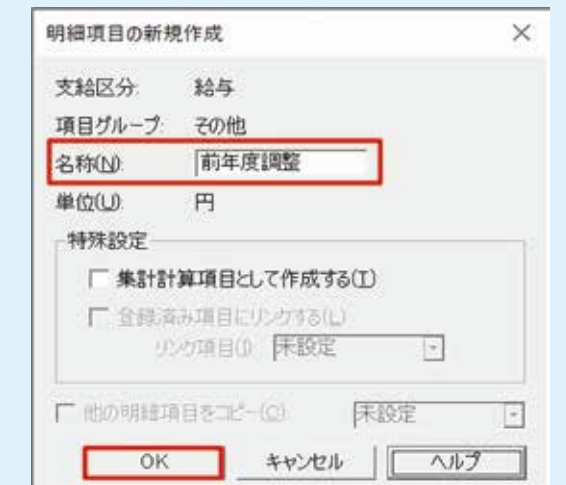 明細項目の新規作成
支給区分: 給与
項目グループ: その他
名称(N): 前年度調整
単位(U): 円
特殊設定
集計計算項目として作成する(T)
登録済み項目にリンクする(L)
リンク項目(I) 未設定
他の明細項目をコピー(C) 未設定
OK キャンセル ヘルプ